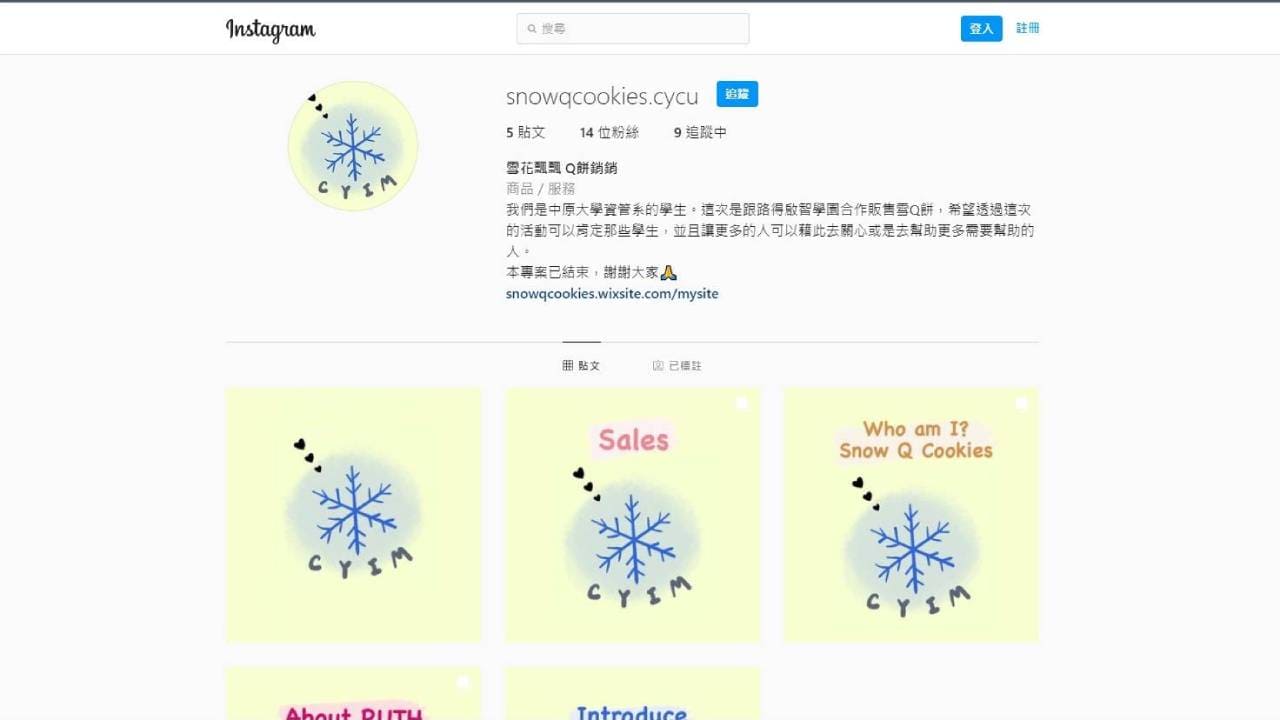 Instagram
搜尋
登入
註冊
CYIM
snowqcookies.cycu
追蹤
5 貼文 14 位粉絲 9 追蹤中
雪花飄飄 Q餅銷銷
商品 / 服務
我們是中原大學資管系的學生。這次是跟路得啟智學園合作販售雪Q餅，希望透過這次
的活動可以肯定那些學生，並且讓更多的人可以藉此去關心或是去幫助更多需要幫助的
人。
本專案已結束，謝謝大家🙏
snowqcookies.wixsite.com/mysite
貼文
已標註
CYIM
Sales
CYIM
Who am I?
Snow Q Cookies
CYIM
About RUTH
Introduce